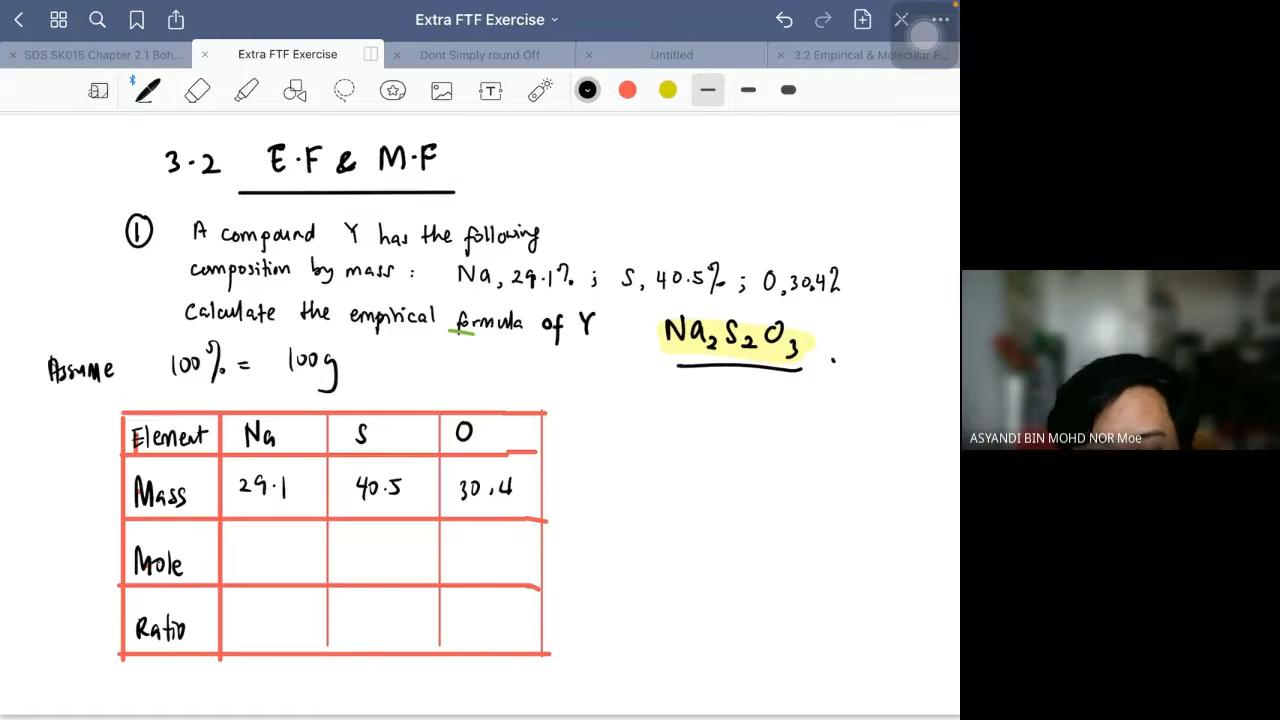 Extra FTF Exercise
SDS SK015 Chapter 2.1 Boh...
Extra FTF Exercise
Dont Simply round Off
Untitled
3.2 Empirical & Molecular F...
3.2 E.F & M.F
① A compound Y has the following
composition by mass : Na, 29.1% ; S, 40.5% ; O, 30.4%
Calculate the empirical formula of Y
Na₂S₂O₃ .
Assume 100% = 100g
Element Na S O
Mass 29.1 40.5 30.4
Mole
Ratio
ASYANDI BIN MOHD NOR Moe